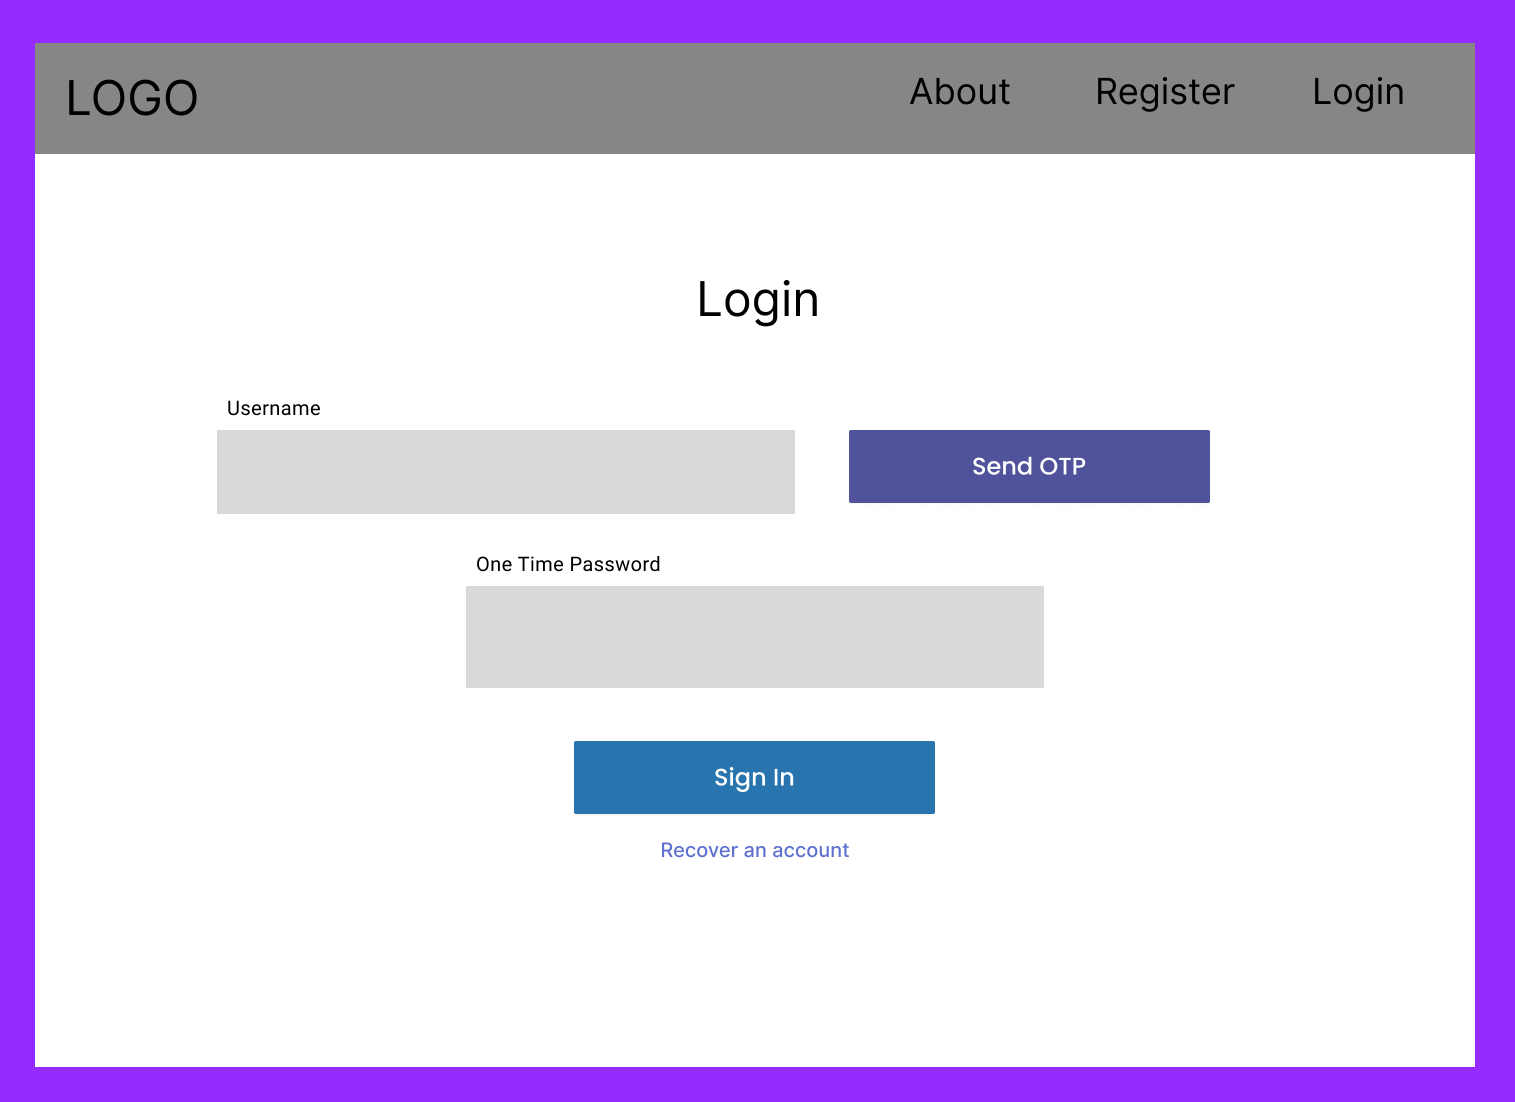 LOGO
About
Register
Login
Login
Username
Send OTP
One Time Password
Sign In
Recover an account